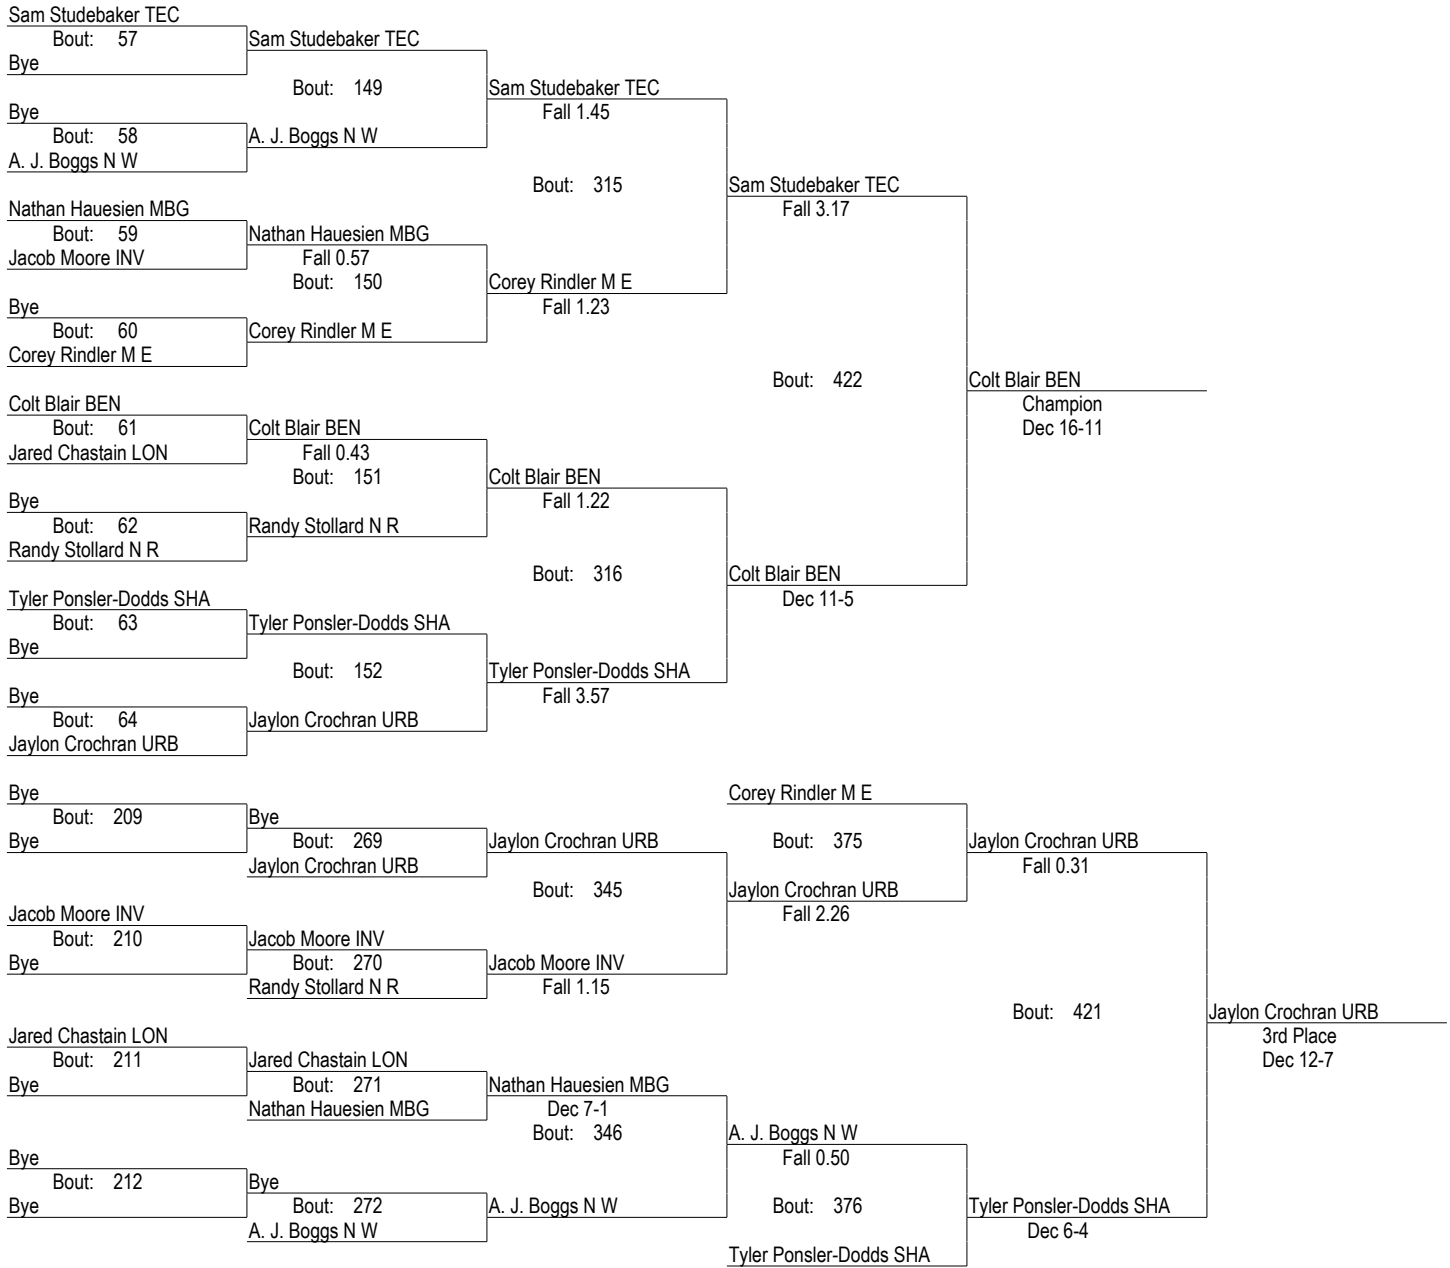 Sam Studebaker TEC
Bout: 57
Sam Studebaker TEC
Bye
Bout: 149
Sam Studebaker TEC
Bye
Fall 1.45
Bout: 58
A. J. Boggs N W
A. J. Boggs N W
Bout: 315
Sam Studebaker TEC
Nathan Hauesien MBG
Fall 3.17
Bout: 59
Nathan Hauesien MBG
Jacob Moore INV
Fall 0.57
Bout: 150
Corey Rindler M E
Bye
Fall 1.23
Bout: 60
Corey Rindler M E
Corey Rindler M E
Bout: 422
Colt Blair BEN
Colt Blair BEN
Champion
Bout: 61
Colt Blair BEN
Dec 16-11
Jared Chastain LON
Fall 0.43
Bout: 151
Colt Blair BEN
Bye
Fall 1.22
Bout: 62
Randy Stollard N R
Randy Stollard N R
Bout: 316
Colt Blair BEN
Tyler Ponsler-Dodds SHA
Dec 11-5
Bout: 63
Tyler Ponsler-Dodds SHA
Bye
Bout: 152
Tyler Ponsler-Dodds SHA
Bye
Fall 3.57
Bout: 64
Jaylon Crochran URB
Jaylon Crochran URB
Bye
Corey Rindler M E
Bout: 209
Bye
Bye
Bout: 269
Jaylon Crochran URB
Bout: 375
Jaylon Crochran URB
Jaylon Crochran URB
Fall 0.31
Bout: 345
Jaylon Crochran URB
Jacob Moore INV
Fall 2.26
Bout: 210
Jacob Moore INV
Bye
Bout: 270
Jacob Moore INV
Randy Stollard N R
Fall 1.15
Bout: 421
Jaylon Crochran URB
Jared Chastain LON
3rd Place
Bout: 211
Jared Chastain LON
Dec 12-7
Bye
Bout: 271
Nathan Hauesien MBG
Nathan Hauesien MBG
Dec 7-1
Bout: 346
A. J. Boggs N W
Bye
Fall 0.50
Bout: 212
Bye
Bye
Bout: 272
A. J. Boggs N W
Bout: 376
Tyler Ponsler-Dodds SHA
A. J. Boggs N W
Dec 6-4
Tyler Ponsler-Dodds SHA